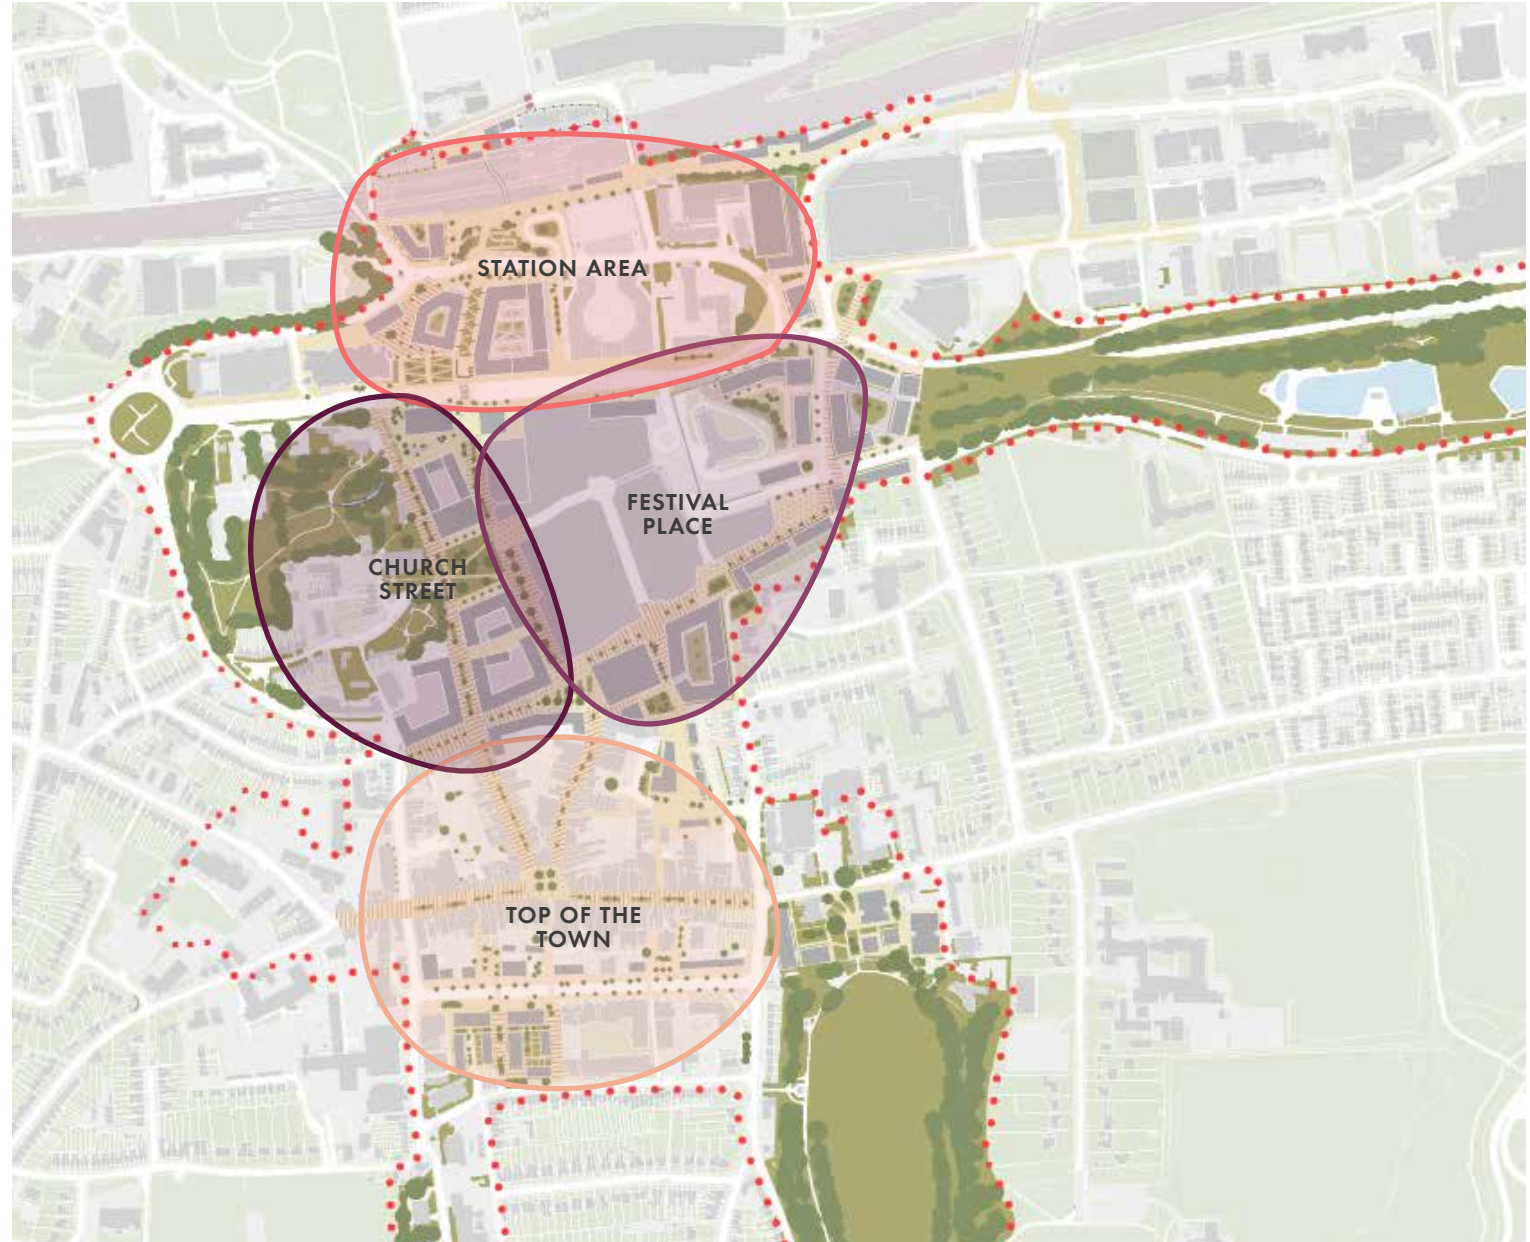 STATION AREA
FESTIVAL
PLACE
CHURCH
STREET
TOP OF THE
TOWN